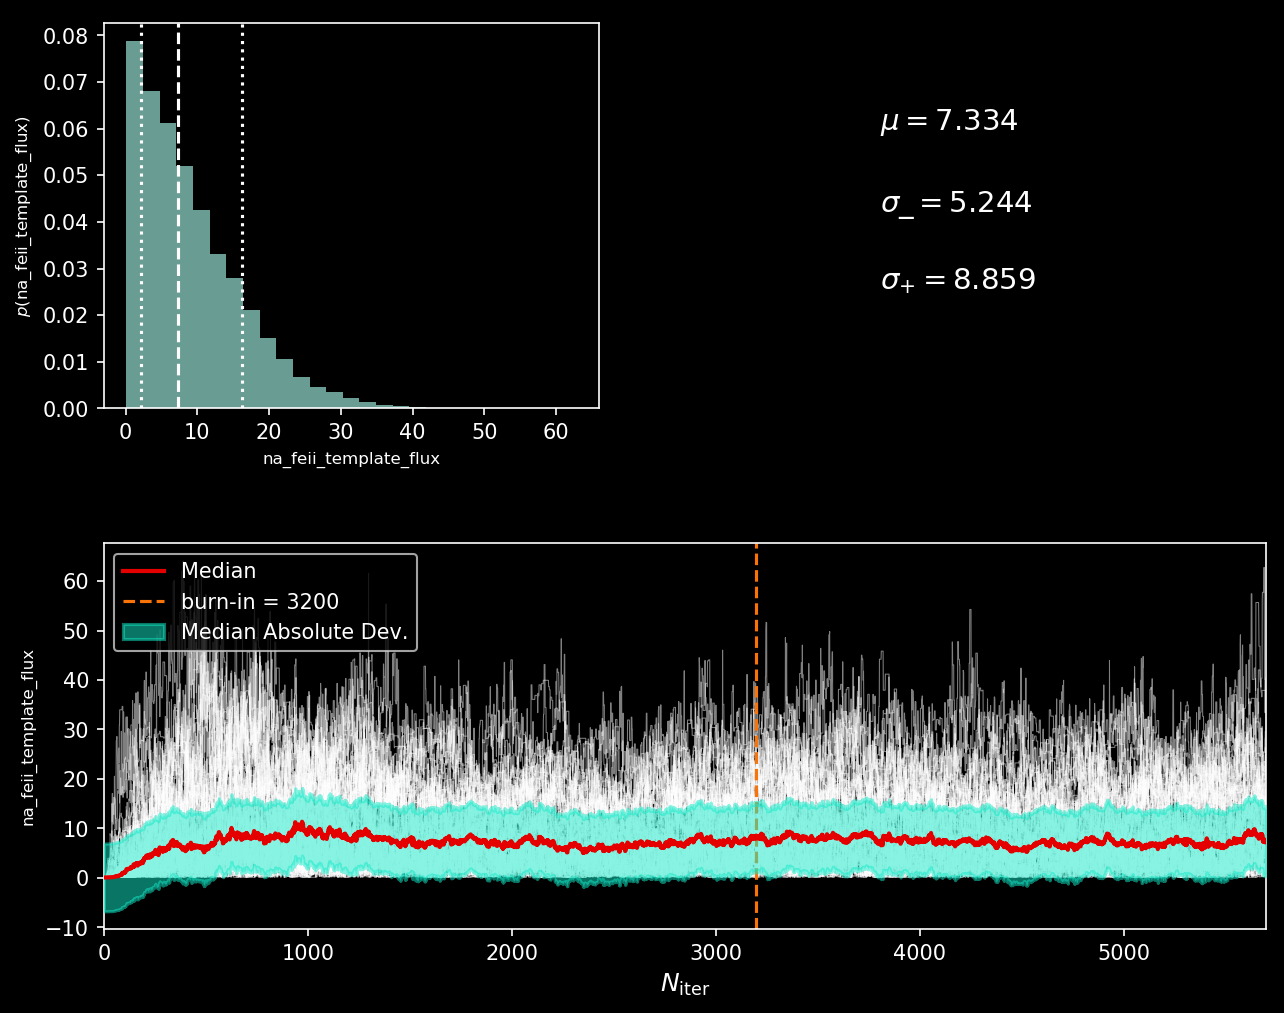 0.08
0.07
0.06
0.05
0.04
0.03
0.02
0.01
0.00
p(na_feii_template_flux)
0 10 20 30 40 50 60
na_feii_template_flux
μ = 7.334
σ_ = 5.244
σ+ = 8.859
60
50
40
30
20
10
0
−10
na_feii_template_flux
Median
burn-in = 3200
Median Absolute Dev.
0 1000 2000 3000 4000 5000
Niter